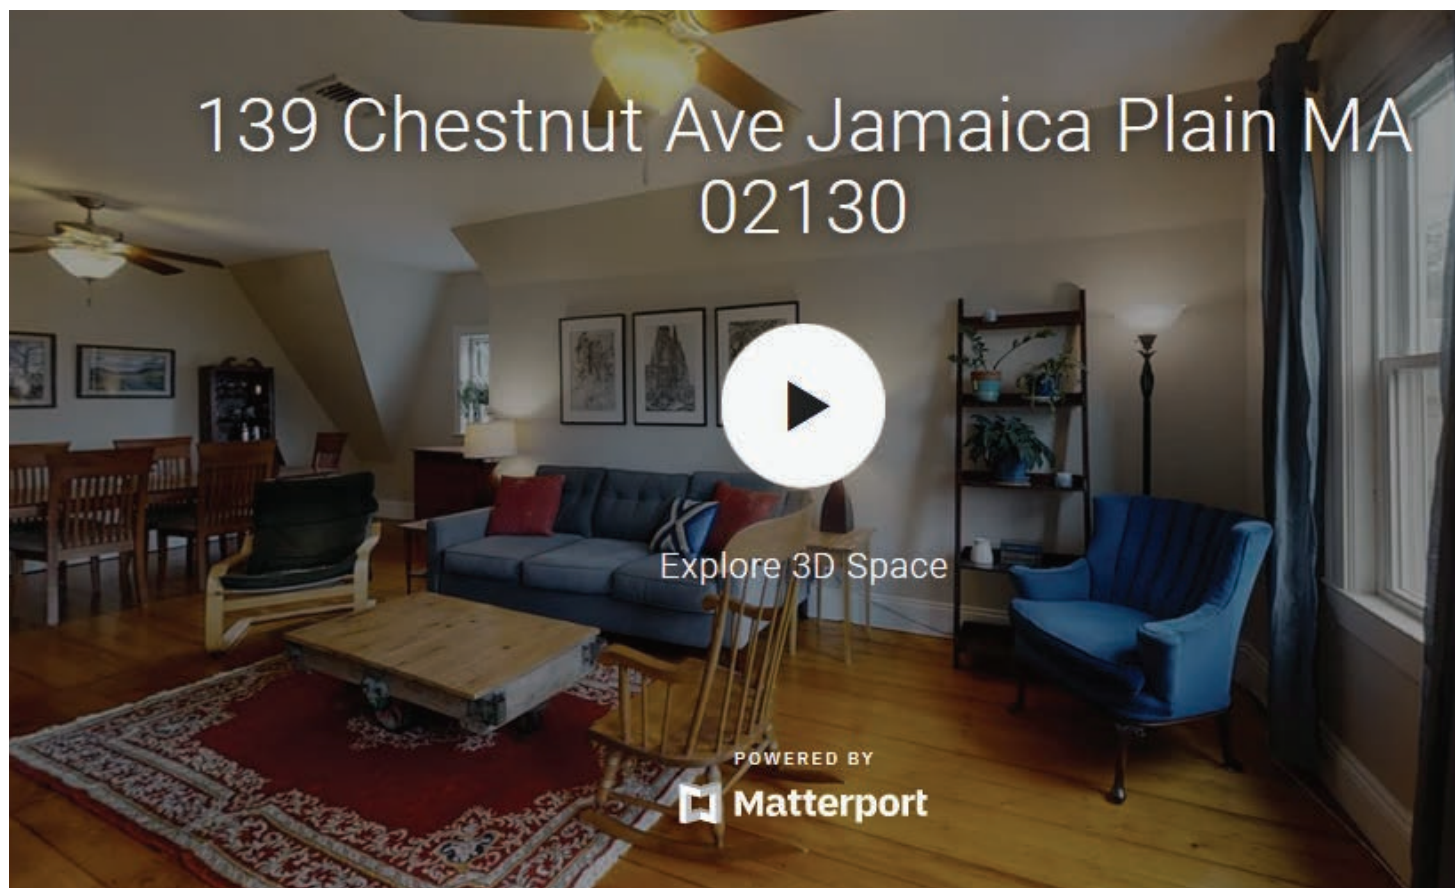 139 Chestnut Ave Jamaica Plain MA
02130
Explore 3D Space
POWERED BY
Matterport